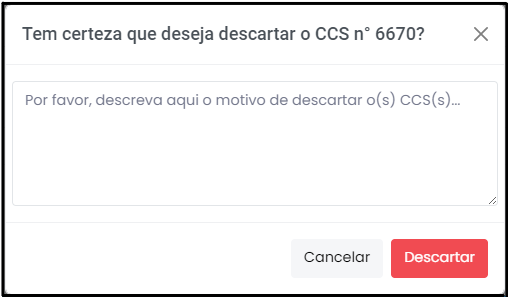 Tem certeza que deseja descartar o CCS n° 6670?
Por favor, descreva aqui o motivo de descartar o(s) CCS(s)...
Cancelar
Descartar